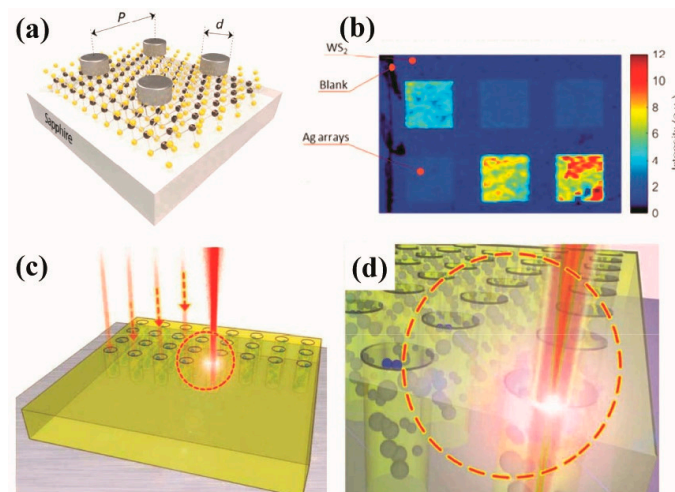 (a)
P
d
Sapphire
(b)
WS₂
Blank
Ag arrays
12
10
8
6
4
2
0
(c)
(d)